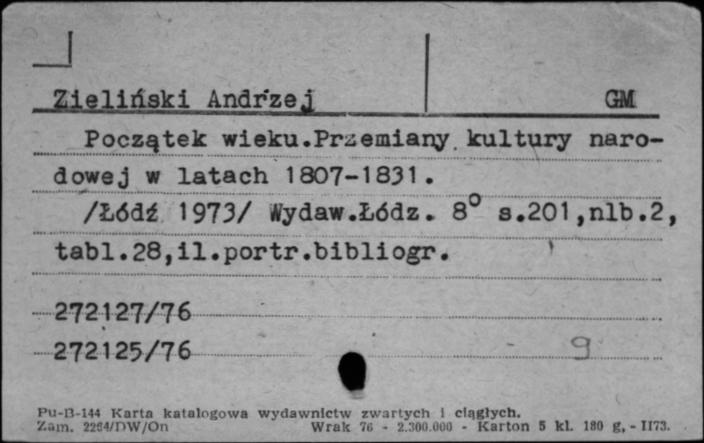 Zieliński Andrzej GM
Początek wieku.Przemiany kultury naro-
dowej w latach 1807-1831.
/Łódź 1973/ Wydaw.Łódz. 8° s.201,nlb.2,
tabl.28,il.portr.bibliogr.
272127/76
272125/76 9
Pu-B-144 Karta katalogowa wydawnictw zwartych i ciągłych.
Zam. 2264/DW/On Wrak 76 - 2.300.000 - Karton 5 kl. 180 g, - II73.